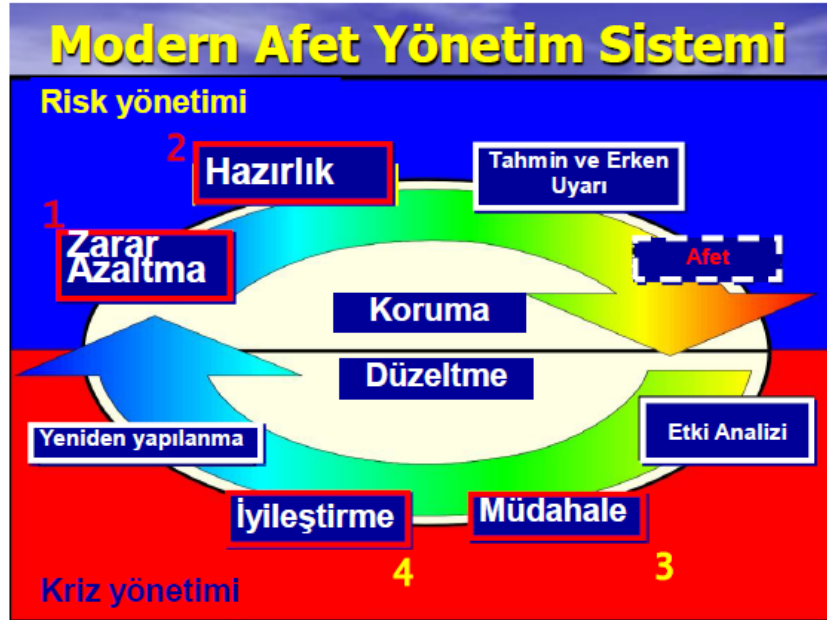 Modern Afet Yönetim Sistemi
Risk yönetimi
2
Hazırlık
Tahmin ve Erken
Uyarı
1
Zarar
Azaltma
Afet
Koruma
Düzeltme
Yeniden yapılanma
Etki Analizi
İyileştirme
Müdahale
4
3
Kriz yönetimi